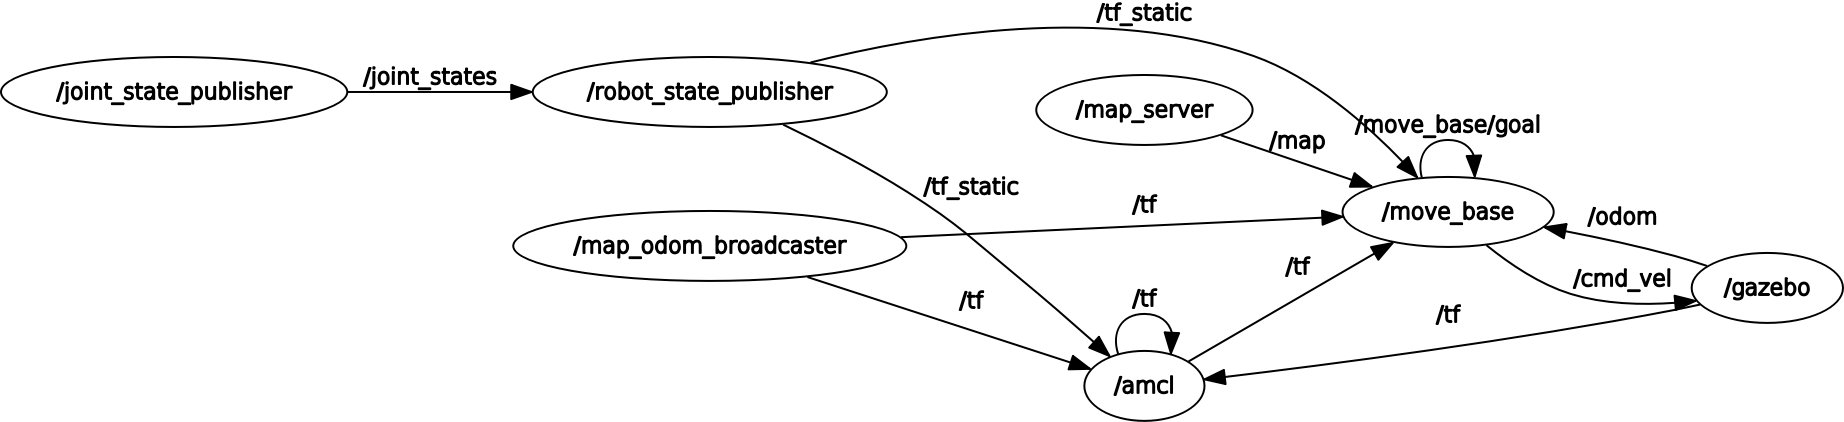 /tf_static
/joint_states
/joint_state_publisher
/robot_state_publisher
/map_server
/move_base/goal
/map
/tf_static
/tf
/move_base
/odom
/map_odom_broadcaster
/tf
/cmd_vel
/gazebo
/tf
/tf
/tf
/amcl